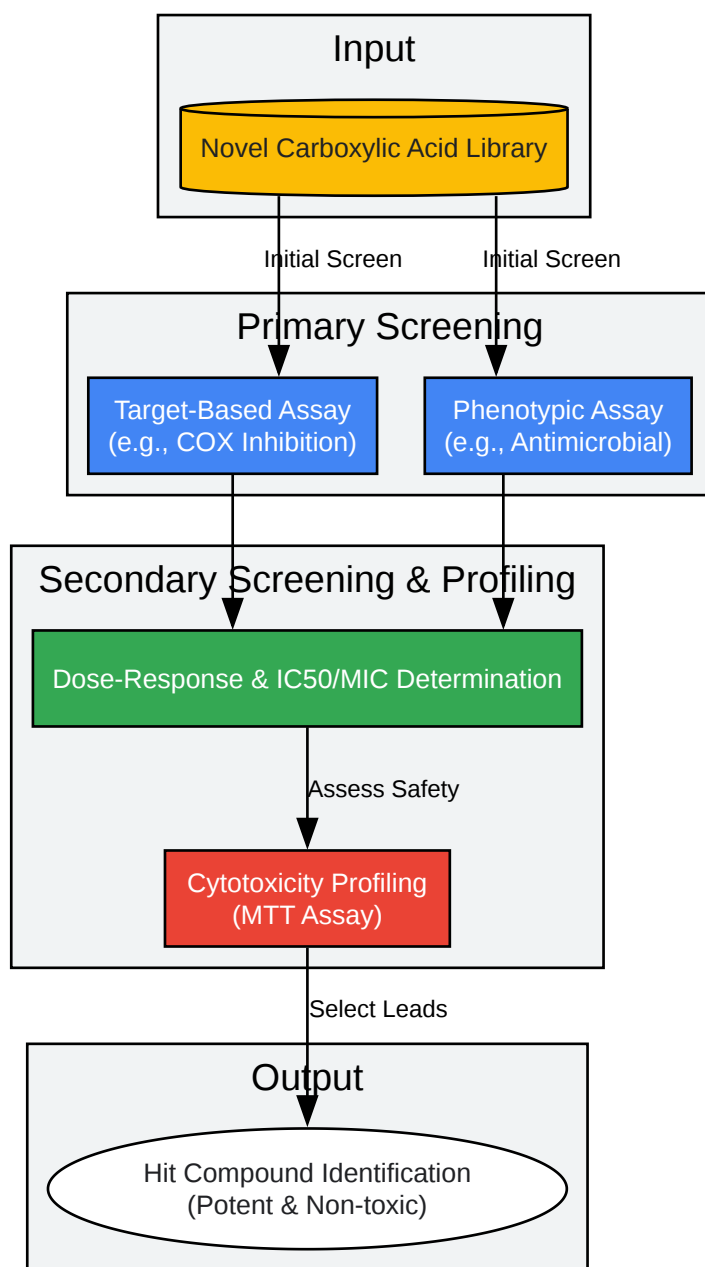 Input
Novel Carboxylic Acid Library
Initial Screen
Initial Screen
Primary Screening
Target-Based Assay
(e.g., COX Inhibition)
Phenotypic Assay
(e.g., Antimicrobial)
Secondary Screening & Profiling
Dose-Response & IC50/MIC Determination
Assess Safety
Cytotoxicity Profiling
(MTT Assay)
Select Leads
Output
Hit Compound Identification
(Potent & Non-toxic)